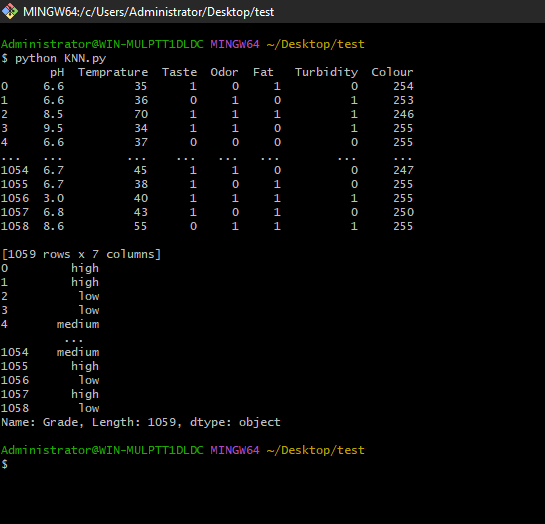 MINGW64:/c/Users/Administrator/Desktop/test
Administrator@WIN-MULPTT1DLDC MINGW64 ~/Desktop/test
$ python KNN.py
       pH  Temprature  Taste  Odor  Fat   Turbidity  Colour
0     6.6          35      1     0    1           0     254
1     6.6          36      0     1    0           1     253
2     8.5          70      1     1    1           1     246
3     9.5          34      1     1    0           1     255
4     6.6          37      0     0    0           0     255
...   ...         ...    ...   ...  ...         ...     ...
1054  6.7          45      1     1    0           0     247
1055  6.7          38      1     0    1           0     255
1056  3.0          40      1     1    1           1     255
1057  6.8          43      1     0    1           0     250
1058  8.6          55      0     1    1           1     255
[1059 rows x 7 columns]
0         high
1         high
2          low
3          low
4       medium
         ...
1054    medium
1055      high
1056       low
1057      high
1058       low
Name: Grade, Length: 1059, dtype: object
Administrator@WIN-MULPTT1DLDC MINGW64 ~/Desktop/test
$